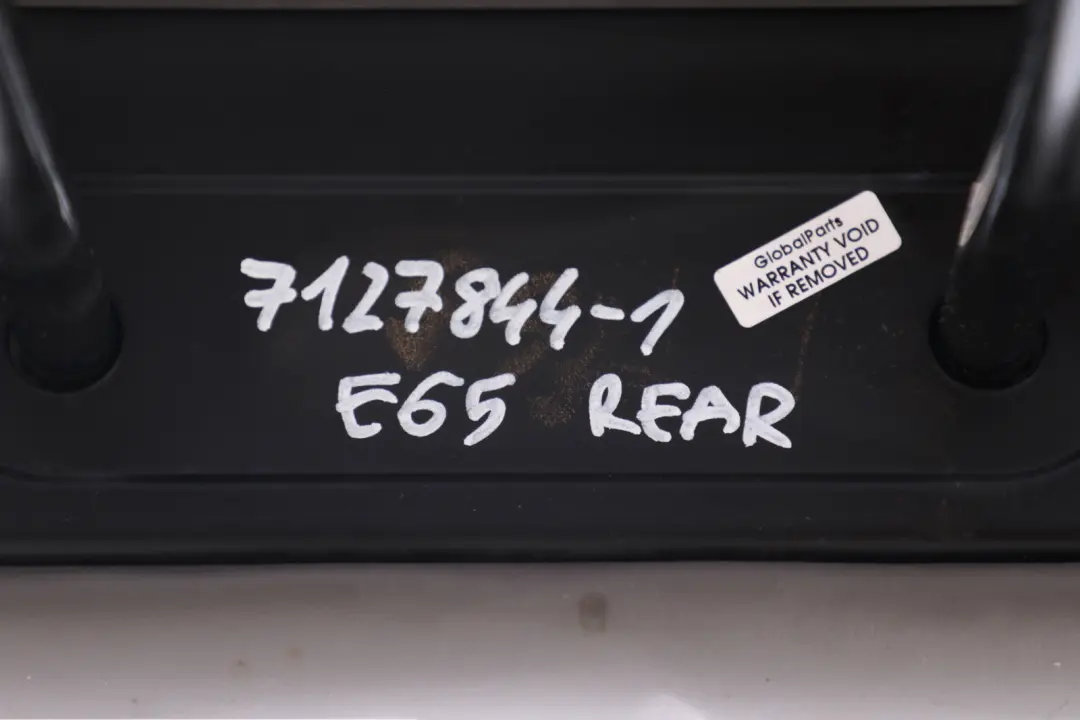 GlobalParts
WARRANTY VOID
IF REMOVED
7127844-1
E65 REAR